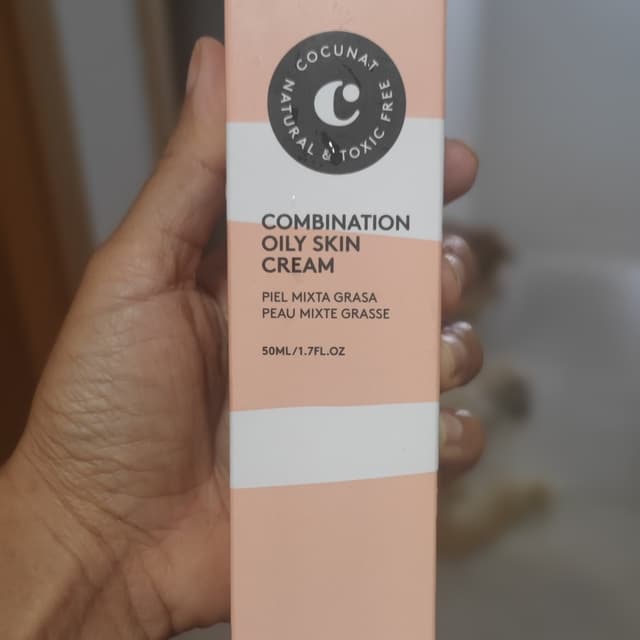 COCUNAT
NATURAL & TOXIC FREE
C
COMBINATION
OILY SKIN
CREAM
PIEL MIXTA GRASA
PEAU MIXTE GRASSE
50ML/1.7FL.OZ